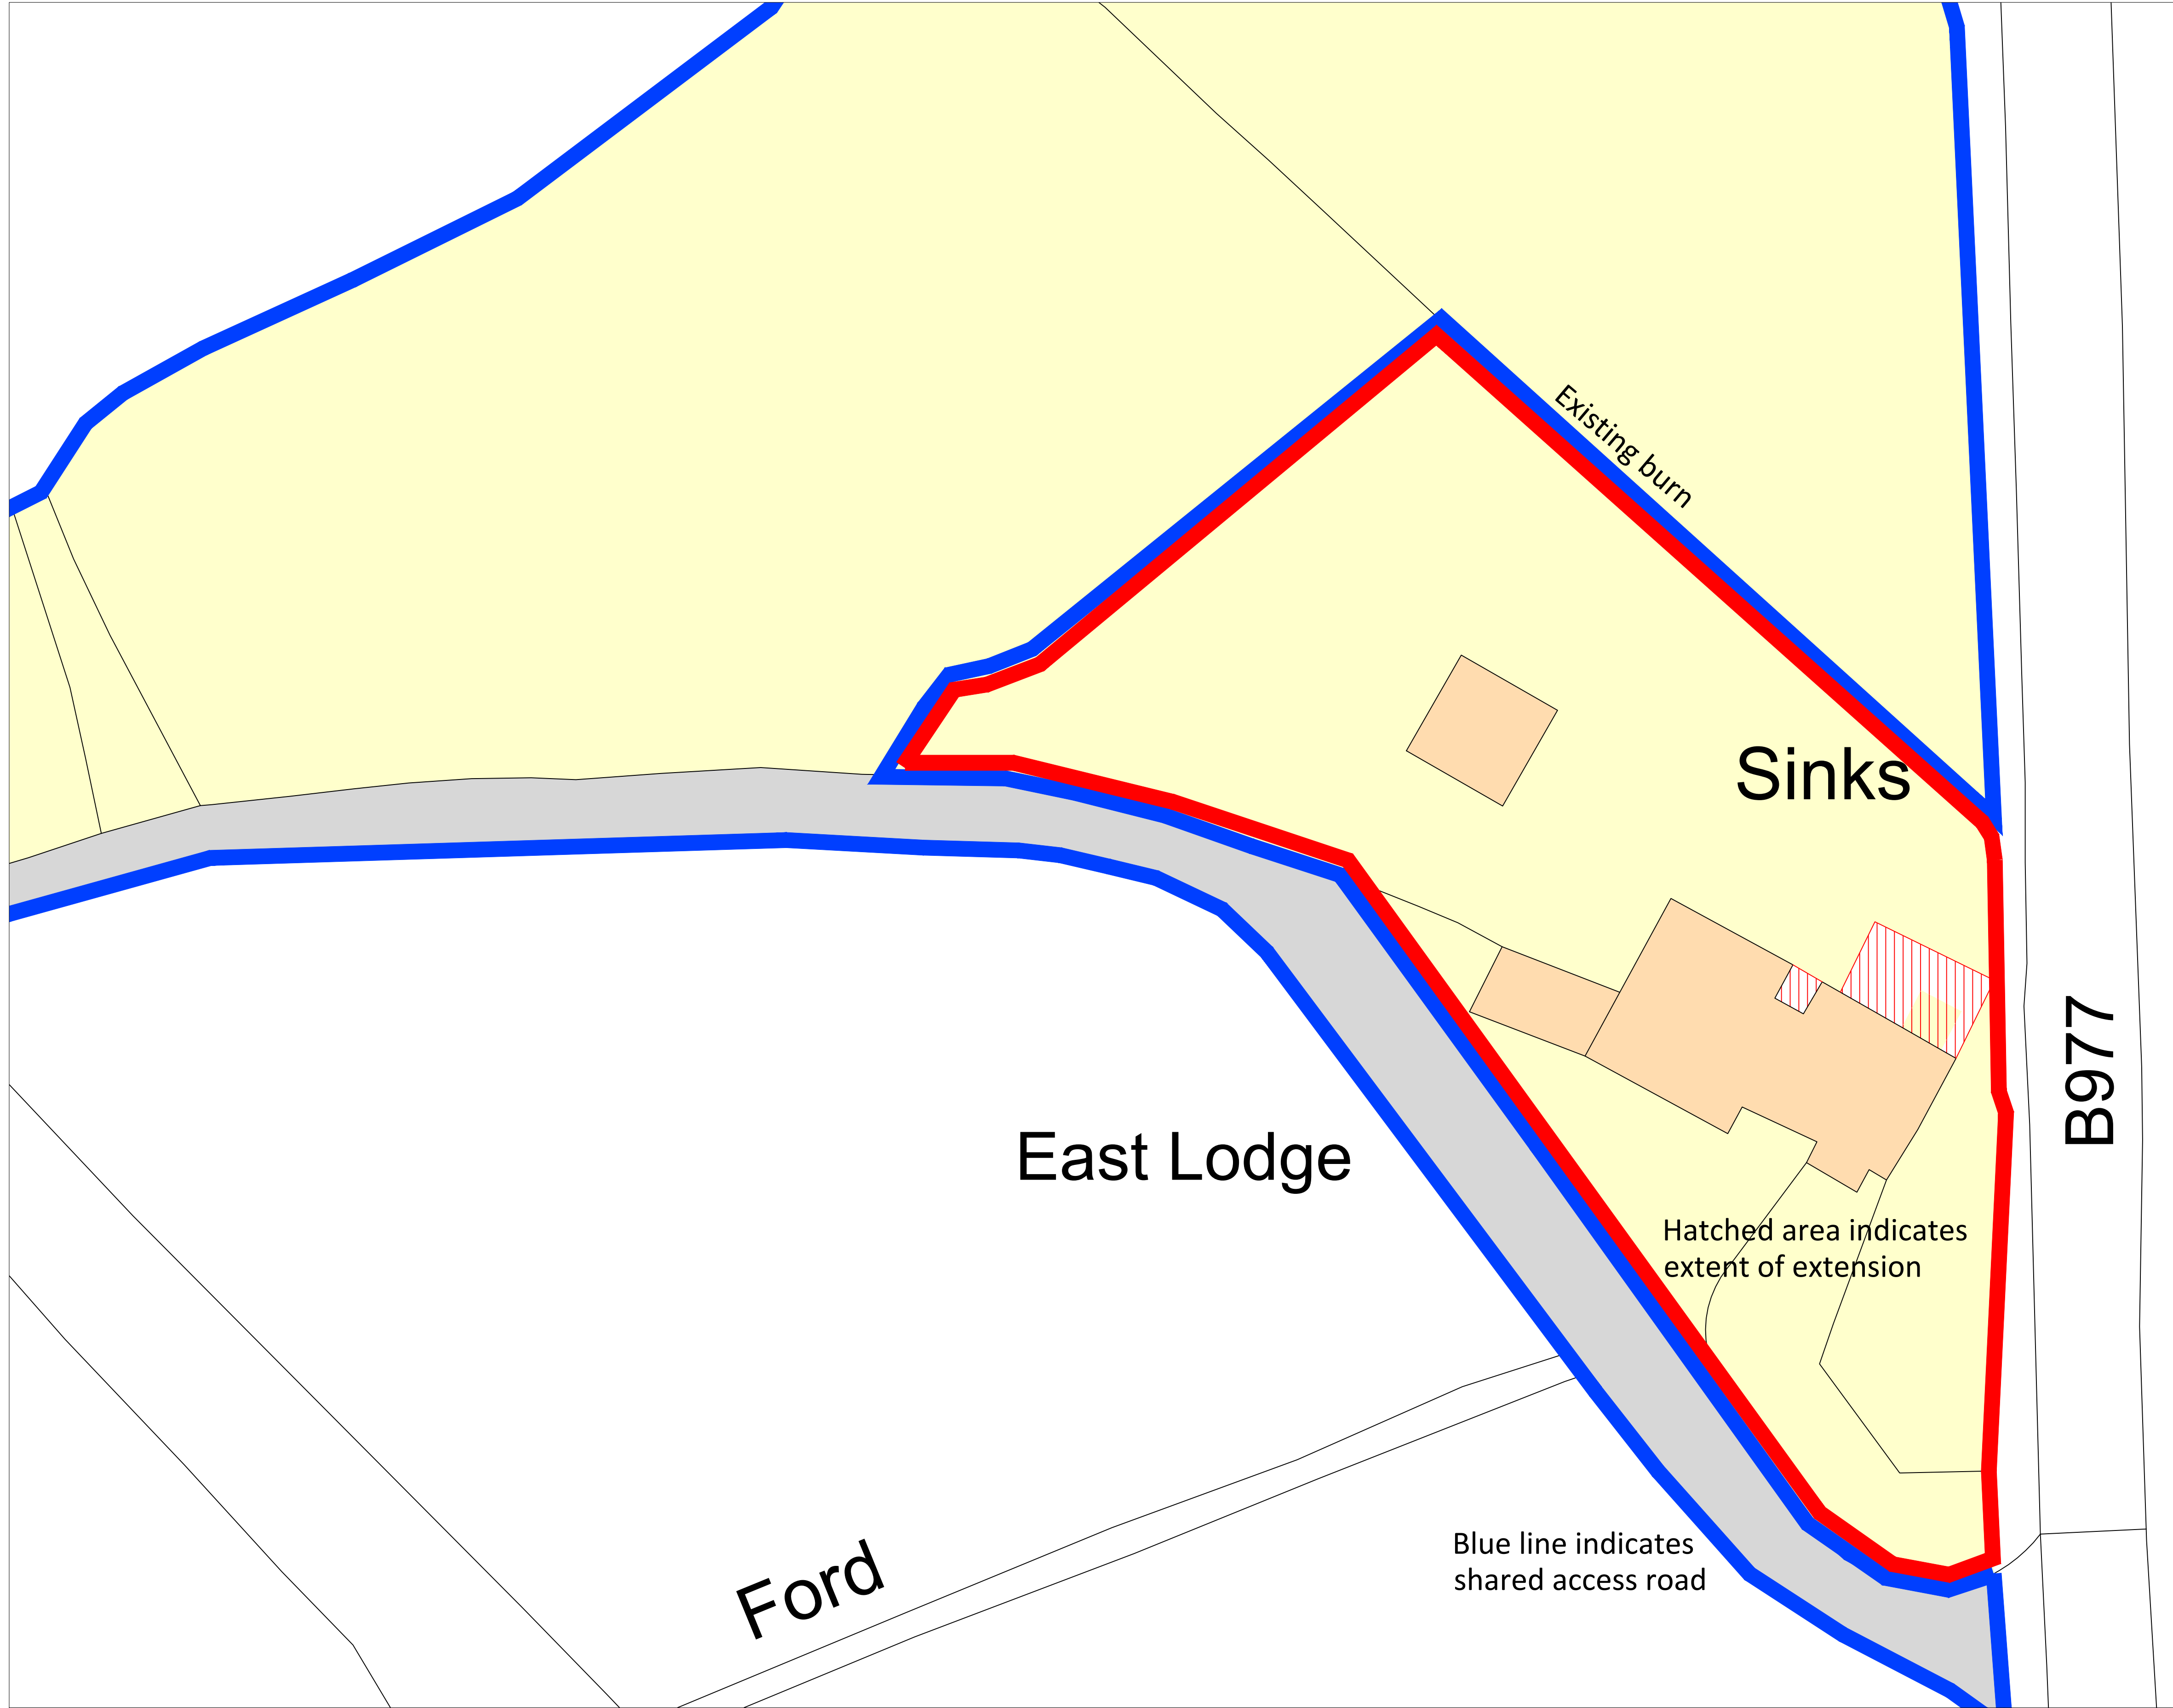 Existing burn
Sinks
B977
East Lodge
Hatched area indicates
extent of extension
Ford
Blue line indicates
shared access road